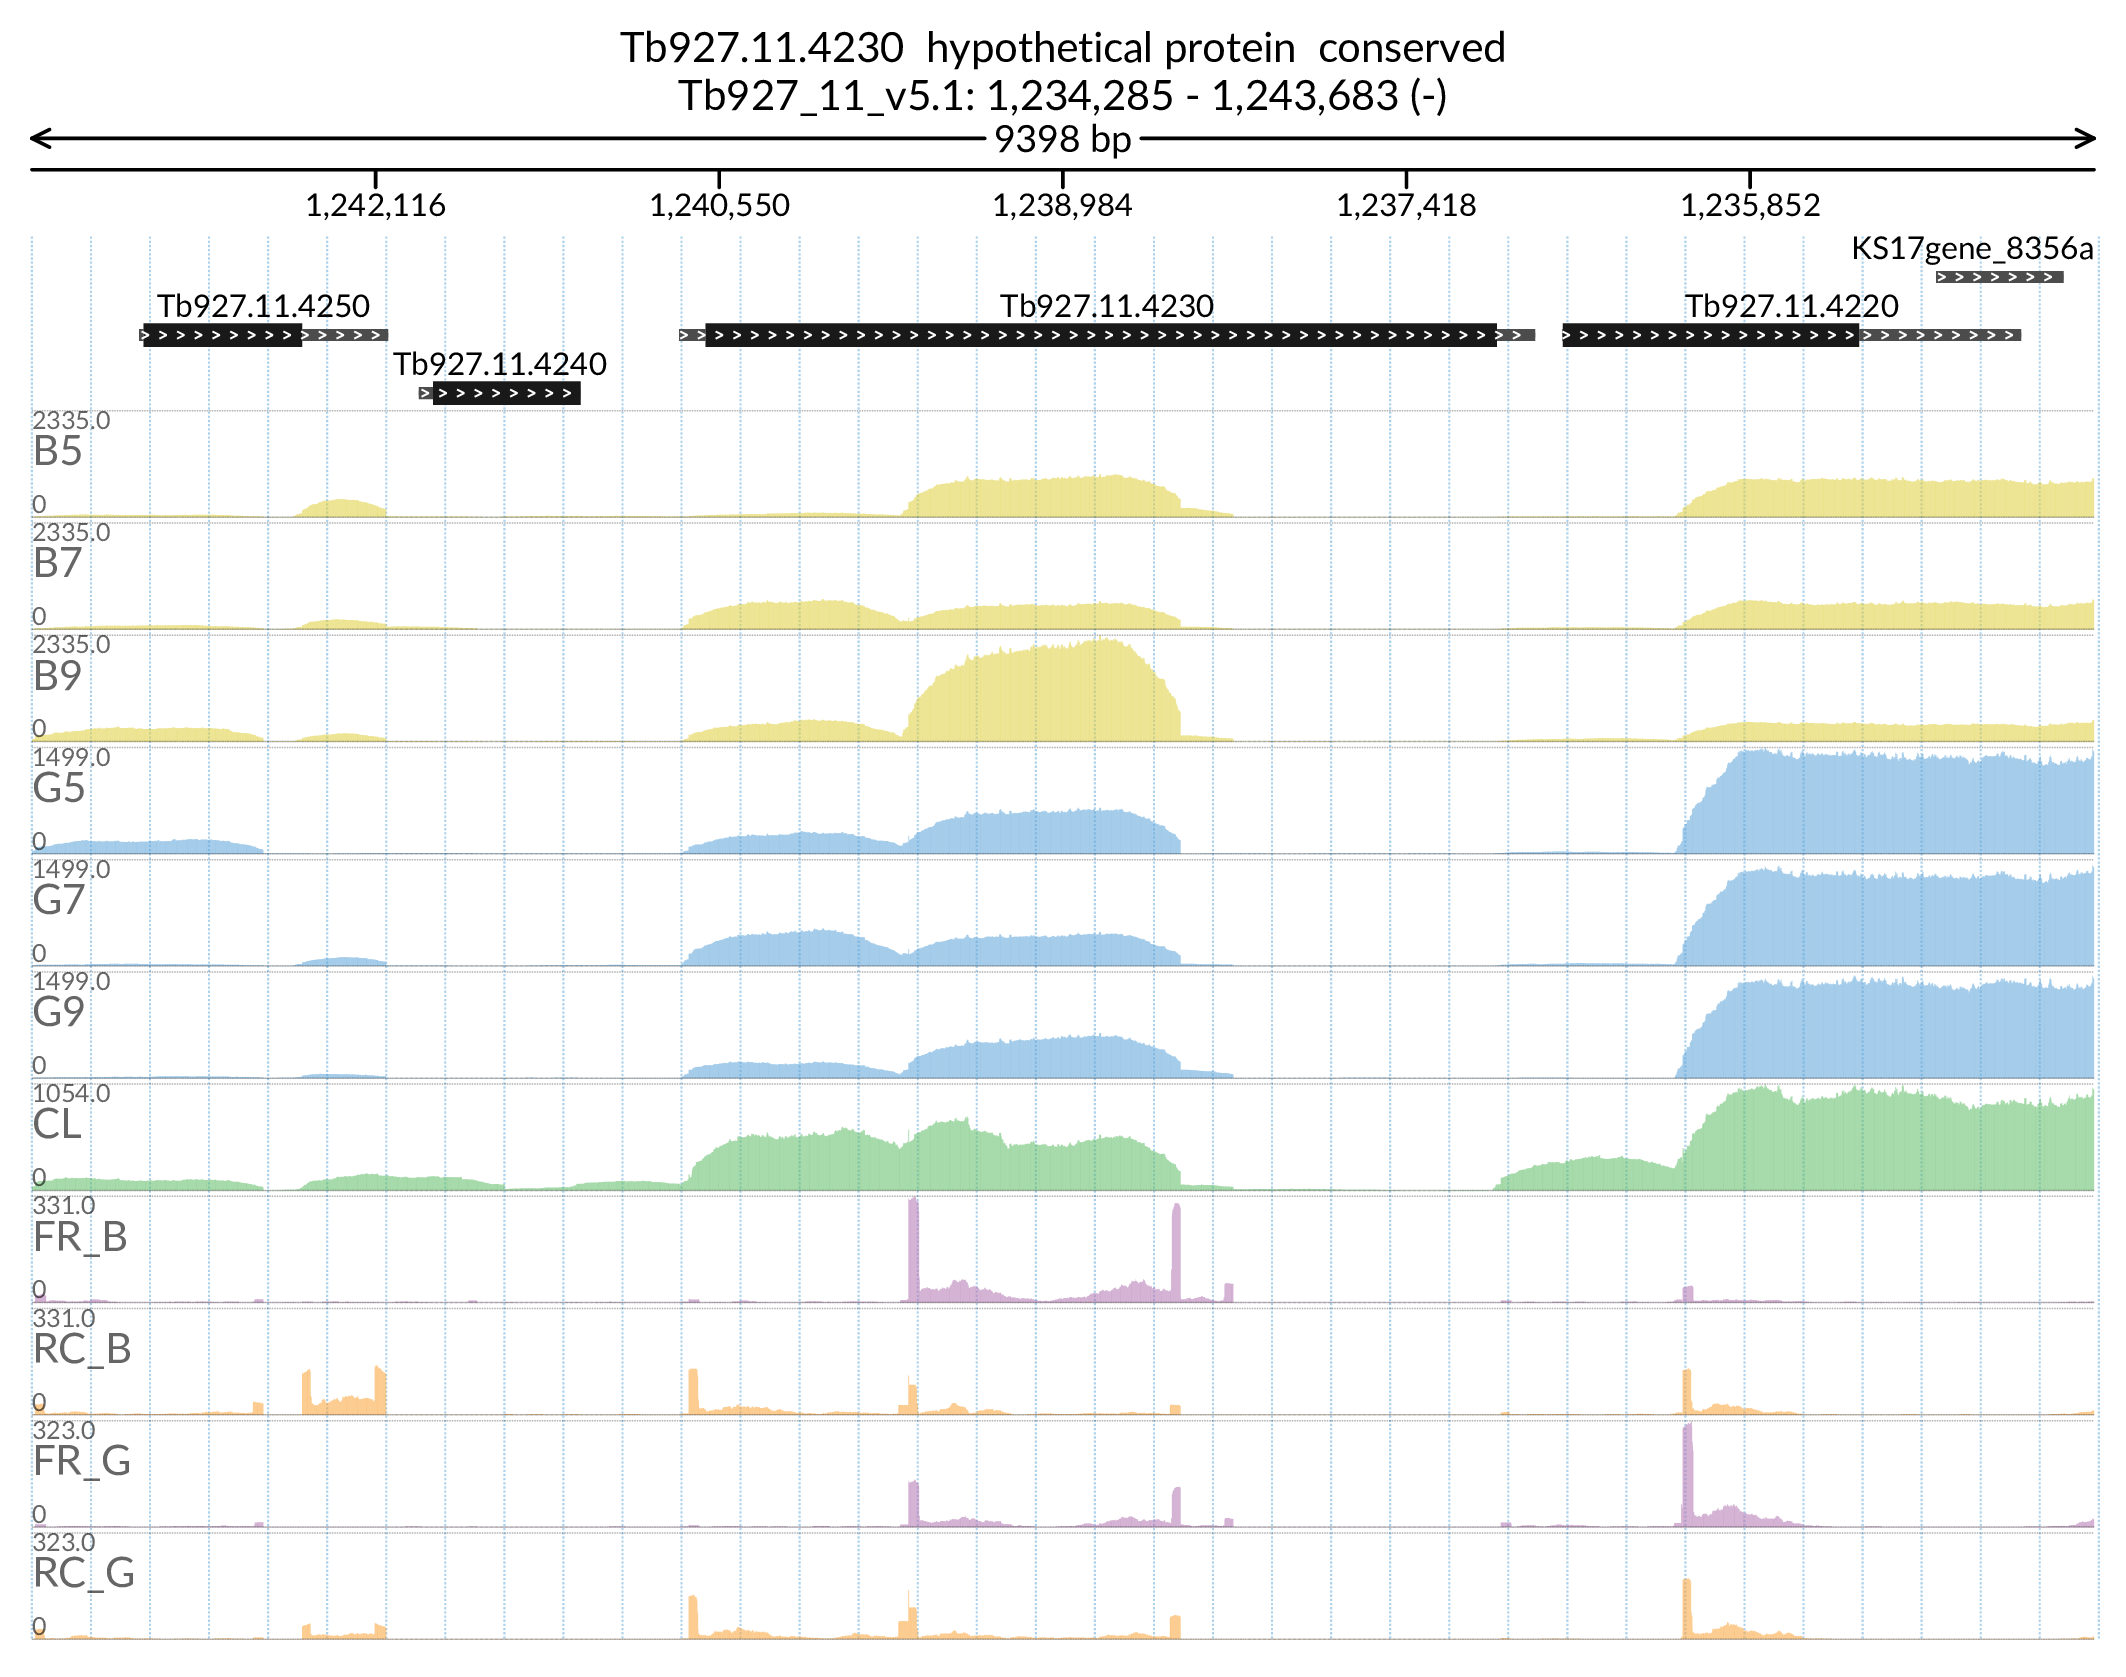 Tb927.11.4230  hypothetical protein  conserved
Tb927_11_v5.1: 1,234,285 - 1,243,683 (-)
9398 bp
1,242,116 1,240,550 1,238,984 1,237,418 1,235,852
KS17gene_8356a
Tb927.11.4250 Tb927.11.4230 Tb927.11.4220
Tb927.11.4240
2335.0
B5
0
2335.0
B7
0
2335.0
B9
0
1499.0
G5
0
1499.0
G7
0
1499.0
G9
0
1054.0
CL
0
331.0
FR_B
0
331.0
RC_B
0
323.0
FR_G
0
323.0
RC_G
0